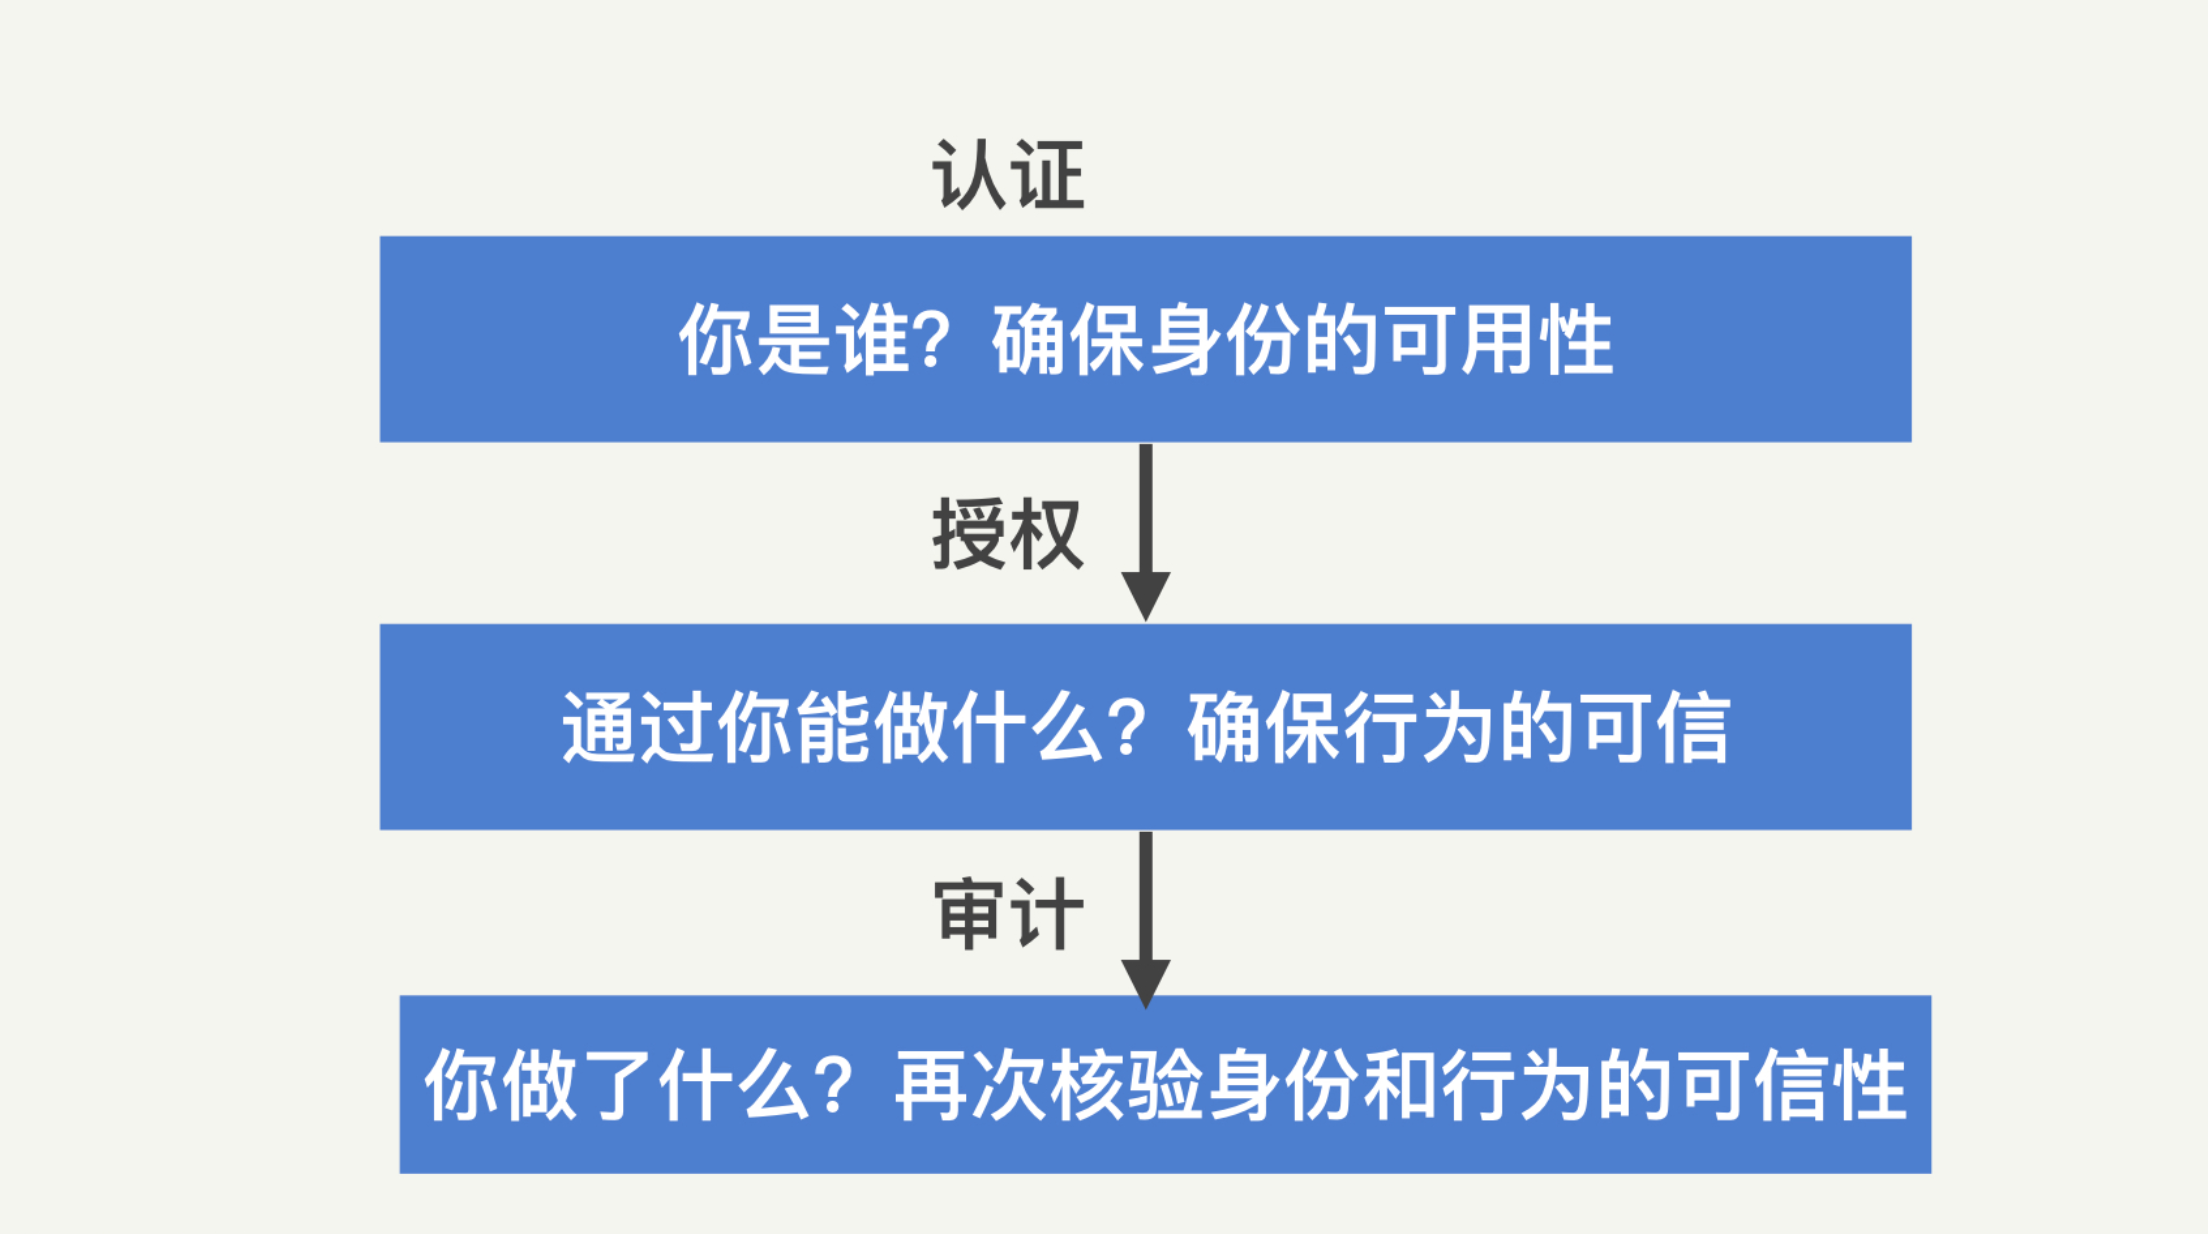 认证
你是谁？确保身份的可用性
授权
通过你能做什么？确保行为的可信
审计
你做了什么？再次核验身份和行为的可信性